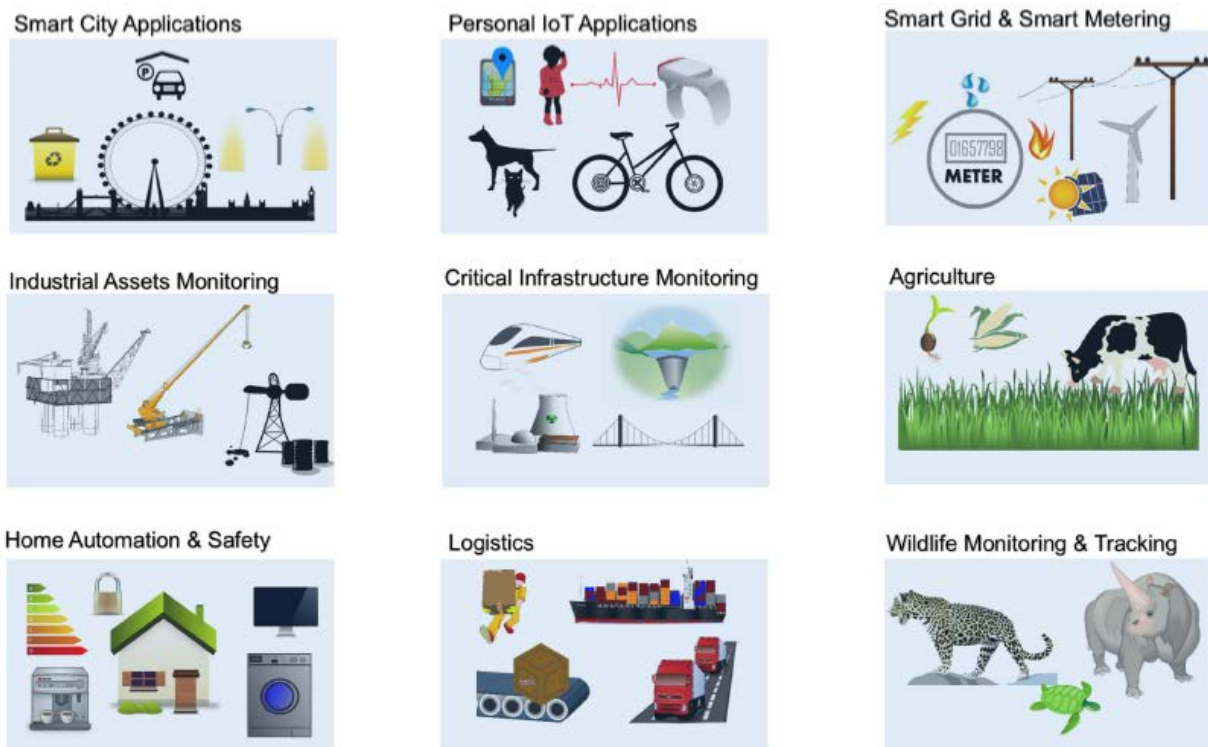 Smart City Applications
Personal IoT Applications
Smart Grid & Smart Metering
P
01657798
METER
Industrial Assets Monitoring
Critical Infrastructure Monitoring
Agriculture
Home Automation & Safety
Logistics
Wildlife Monitoring & Tracking